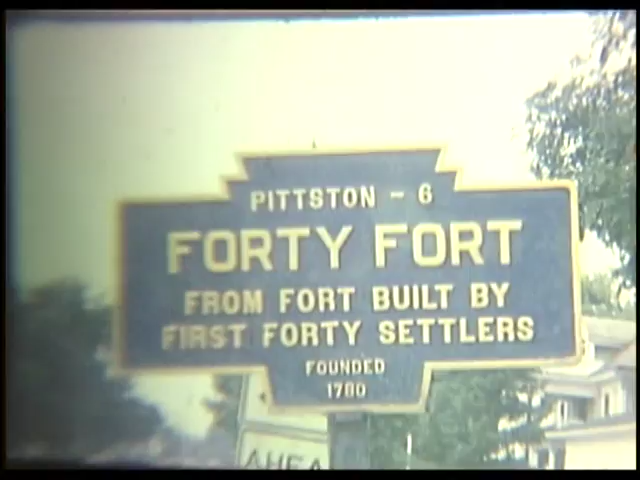 PITTSTON - 6
FORTY FORT
FROM FORT BUILT BY
FIRST FORTY SETTLERS
FOUNDED
1780